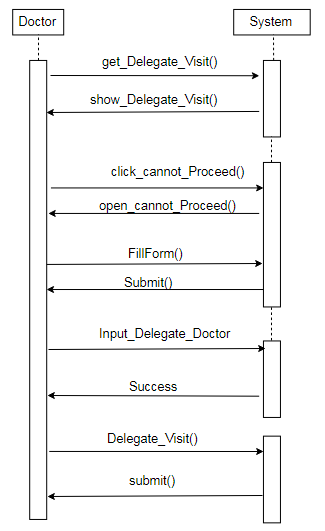 Doctor
System
get_Delegate_Visit()
show_Delegate_Visit()
click_cannot_Proceed()
open_cannot_Proceed()
FillForm()
Submit()
Input_Delegate_Doctor
Success
Delegate_Visit()
submit()